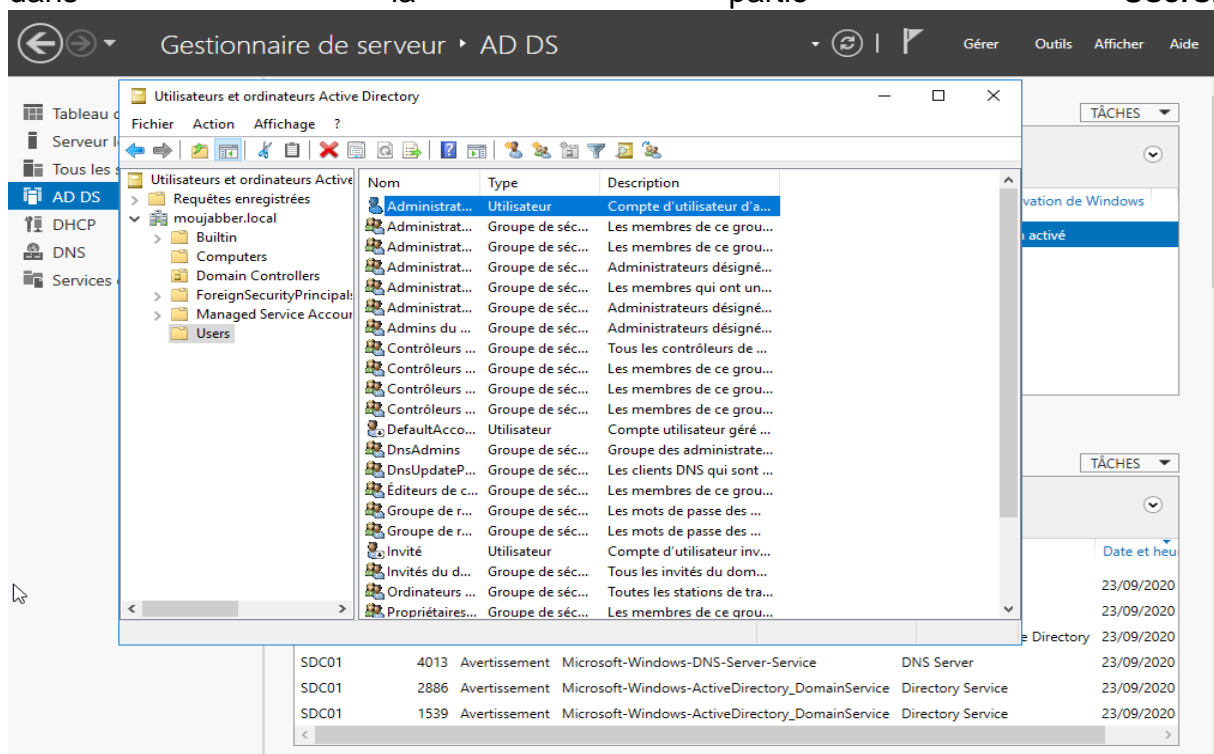 dans la partie
Gestionnaire de serveur ‣ AD DS
Gérer Outils Afficher Aide
Tableau
Serveur
Tous les
AD DS
DHCP
DNS
Services
Utilisateurs et ordinateurs Active Directory
Fichier Action Affichage ?
Utilisateurs et ordinateurs Active
Requêtes enregistrées
moujabber.local
Builtin
Computers
Domain Controllers
ForeignSecurityPrincipals
Managed Service Accour
Users
Nom Type Description
Administrat... Utilisateur Compte d'utilisateur d'a...
Administrat... Groupe de séc... Les membres de ce grou...
Administrat... Groupe de séc... Les membres de ce grou...
Administrat... Groupe de séc... Administrateurs désigné...
Administrat... Groupe de séc... Les membres qui ont un...
Administrat... Groupe de séc... Administrateurs désigné...
Admins du ... Groupe de séc... Administrateurs désigné...
Contrôleurs ... Groupe de séc... Tous les contrôleurs de ...
Contrôleurs ... Groupe de séc... Les membres de ce grou...
Contrôleurs ... Groupe de séc... Les membres de ce grou...
Contrôleurs ... Groupe de séc... Les membres de ce grou...
DefaultAcco... Utilisateur Compte utilisateur géré ...
DnsAdmins Groupe de séc... Groupe des administrate...
DnsUpdateP... Groupe de séc... Les clients DNS qui sont ...
Éditeurs de c... Groupe de séc... Les membres de ce grou...
Groupe de r... Groupe de séc... Les mots de passe des ...
Groupe de r... Groupe de séc... Les mots de passe des ...
Invité Utilisateur Compte d'utilisateur inv...
Invités du d... Groupe de séc... Tous les invités du dom...
Ordinateurs ... Groupe de séc... Toutes les stations de tra...
Propriétaires... Groupe de séc... Les membres de ce grou...
TÂCHES
vation de Windows
activé
TÂCHES
Date et heu
23/09/2020
23/09/2020
e Directory 23/09/2020
SDC01 4013 Avertissement Microsoft-Windows-DNS-Server-Service DNS Server 23/09/2020
SDC01 2886 Avertissement Microsoft-Windows-ActiveDirectory_DomainService Directory Service 23/09/2020
SDC01 1539 Avertissement Microsoft-Windows-ActiveDirectory_DomainService Directory Service 23/09/2020